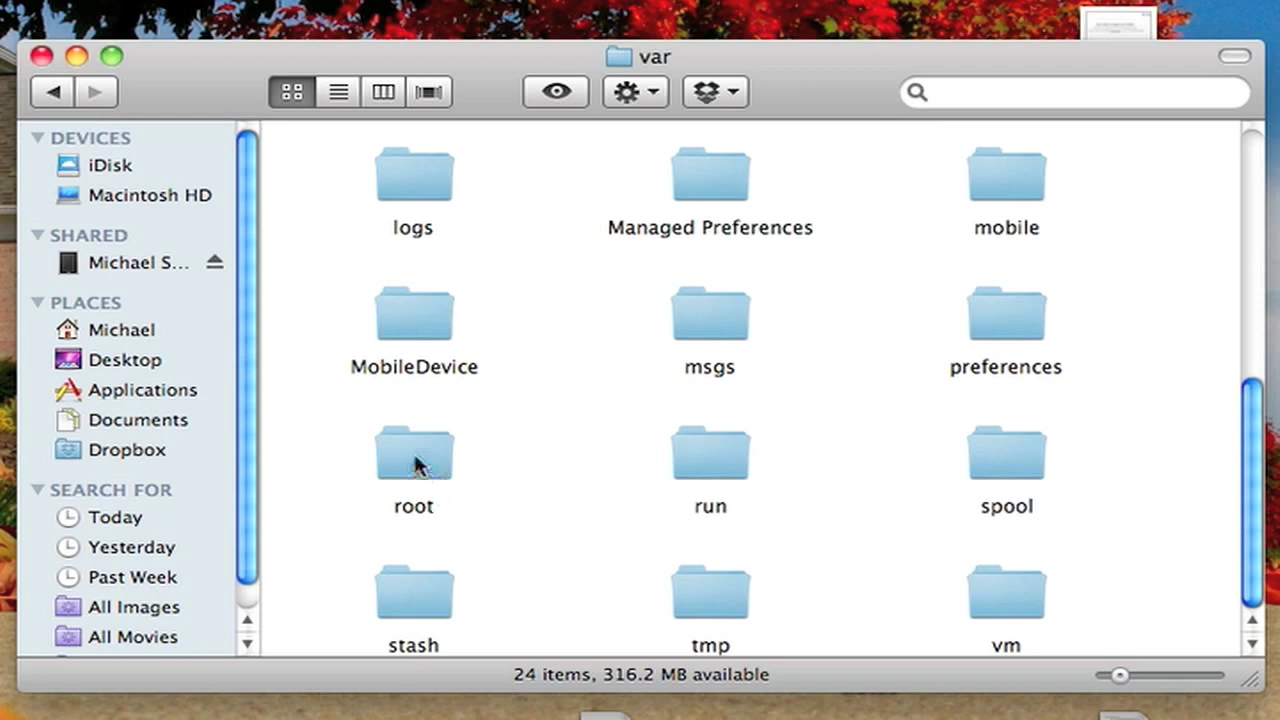 var
DEVICES
iDisk
Macintosh HD
SHARED
Michael S...
PLACES
Michael
Desktop
Applications
Documents
Dropbox
SEARCH FOR
Today
Yesterday
Past Week
All Images
All Movies
logs
Managed Preferences
mobile
MobileDevice
msgs
preferences
root
run
spool
stash
tmp
vm
24 items, 316.2 MB available